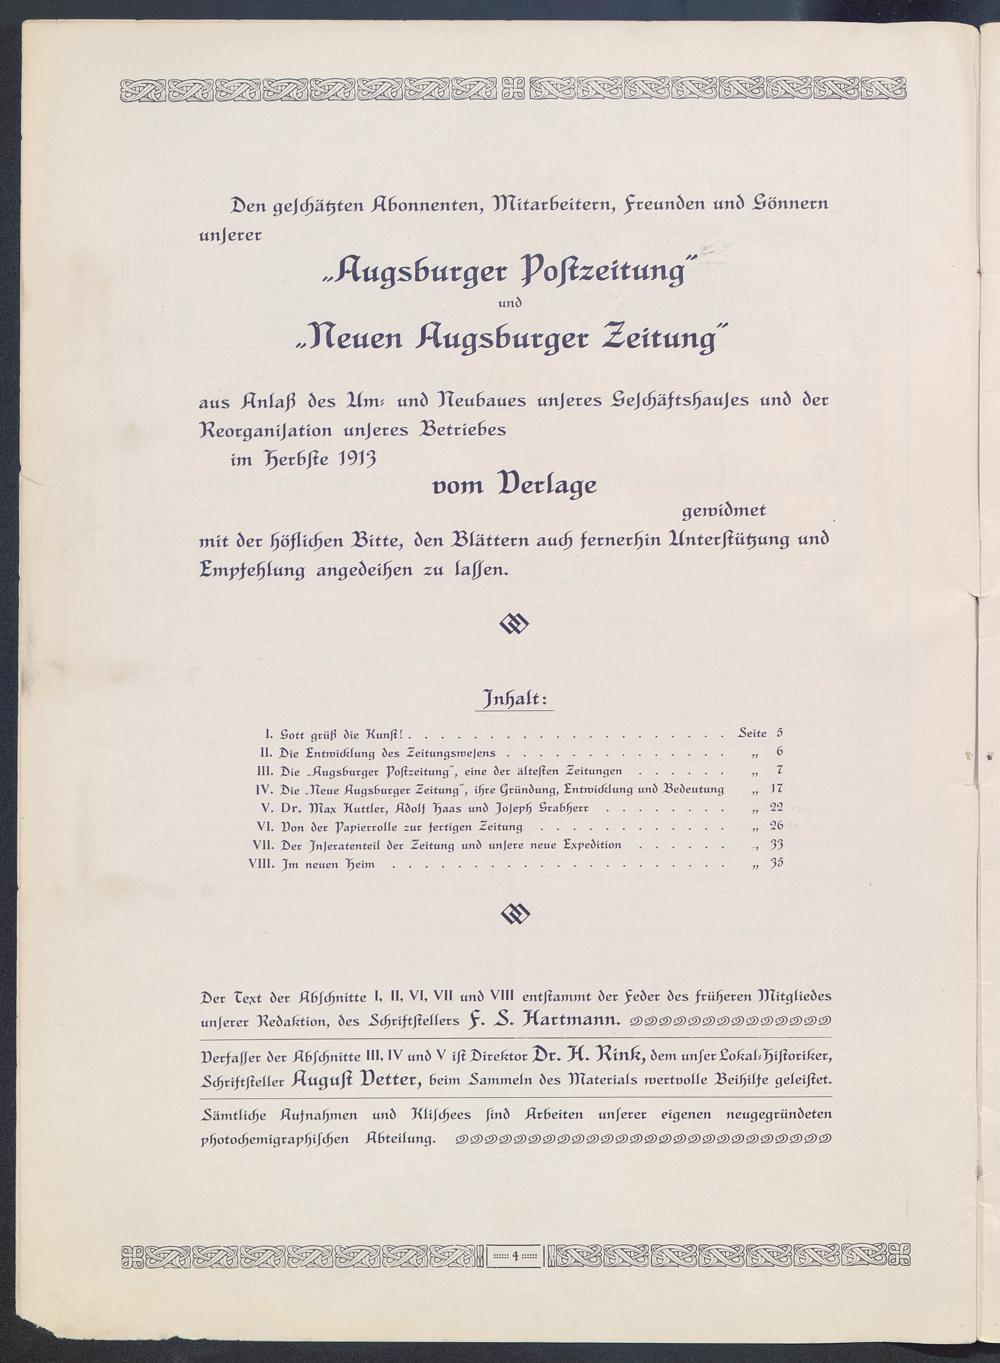 Den geschätzten Abonnenten, Mitarbeitern, Freunden und Gönnern
unserer
„Augsburger Postzeitung“
und
„Neuen Augsburger Zeitung“
aus Anlaß des Um- und Neubaues unseres Geschäftshauses und der
Reorganisation unseres Betriebes
im Herbste 1913
vom Verlage
gewidmet
mit der höflichen Bitte, den Blättern auch fernerhin Unterstützung und
Empfehlung angedeihen zu lassen.
Inhalt:
I. Gott grüß die Kunst! . . . . . . . . . . . . . . . . . . . . Seite 5
II. Die Entwicklung des Zeitungswesens . . . . . . . . . . . . . . „ 6
III. Die „Augsburger Postzeitung“, eine der ältesten Zeitungen . . . . . . „ 7
IV. Die „Neue Augsburger Zeitung“, ihre Gründung, Entwicklung und Bedeutung „ 17
V. Dr. Max Huttler, Adolf Haas und Joseph Grabherr . . . . . . . . „ 22
VI. Von der Papierrolle zur fertigen Zeitung . . . . . . . . . . . . „ 26
VII. Der Inseratenteil der Zeitung und unsere neue Expedition . . . . . . „ 33
VIII. Im neuen Heim . . . . . . . . . . . . . . . . . . . . . „ 35
Der Text der Abschnitte I, II, VI, VII und VIII entstammt der Feder des früheren Mitgliedes
unserer Redaktion, des Schriftstellers F. S. Hartmann.
Verfasser der Abschnitte III, IV und V ist Direktor Dr. H. Rink, dem unser Lokal-Historiker,
Schriftsteller August Vetter, beim Sammeln des Materials wertvolle Beihilfe geleistet.
Sämtliche Aufnahmen und Klischees sind Arbeiten unserer eigenen neugegründeten
photochemigraphischen Abteilung.
4